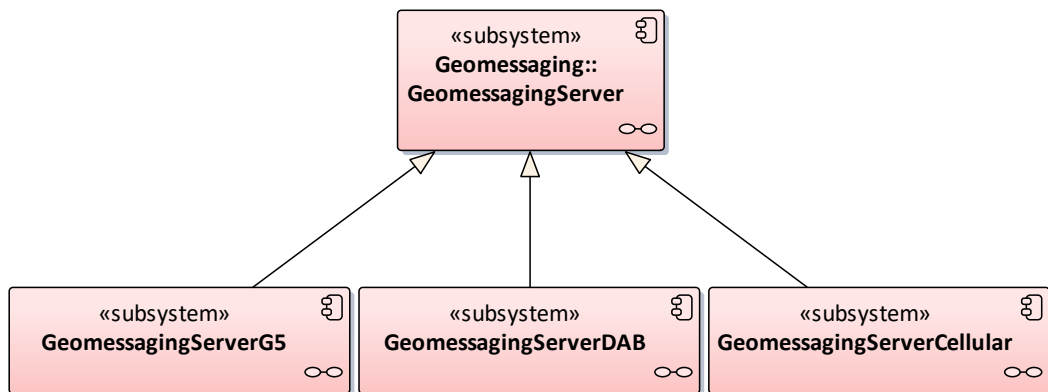 «subsystem»
Geomessaging::
GeomessagingServer
«subsystem»
GeomessagingServerG5
«subsystem»
GeomessagingServerDAB
«subsystem»
GeomessagingServerCellular